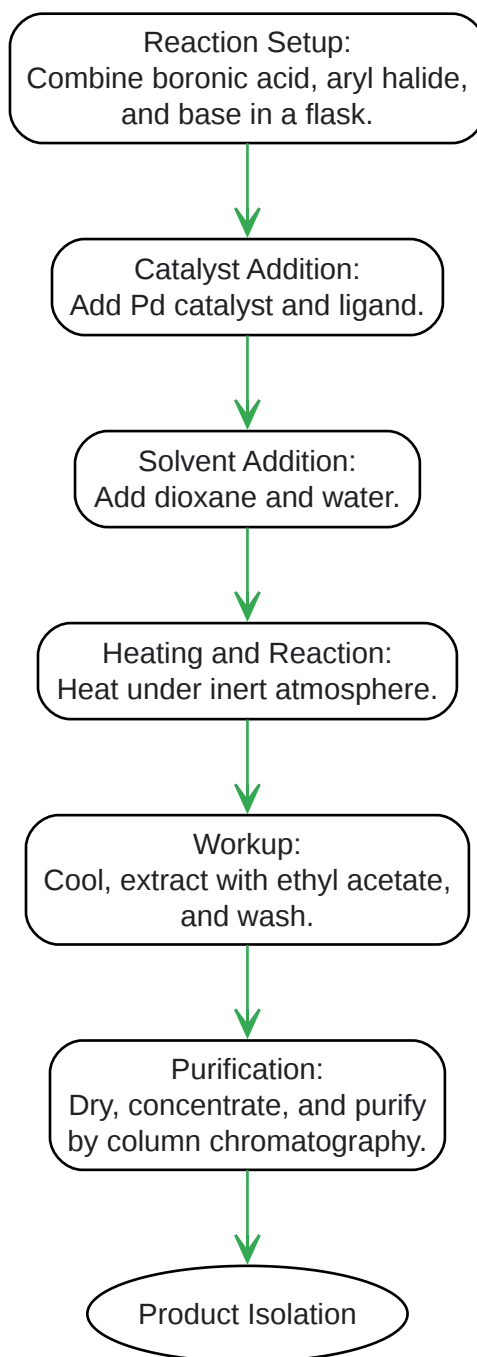 Reaction Setup:
Combine boronic acid, aryl halide,
and base in a flask.
Catalyst Addition:
Add Pd catalyst and ligand.
Solvent Addition:
Add dioxane and water.
Heating and Reaction:
Heat under inert atmosphere.
Workup:
Cool, extract with ethyl acetate,
and wash.
Purification:
Dry, concentrate, and purify
by column chromatography.
Product Isolation